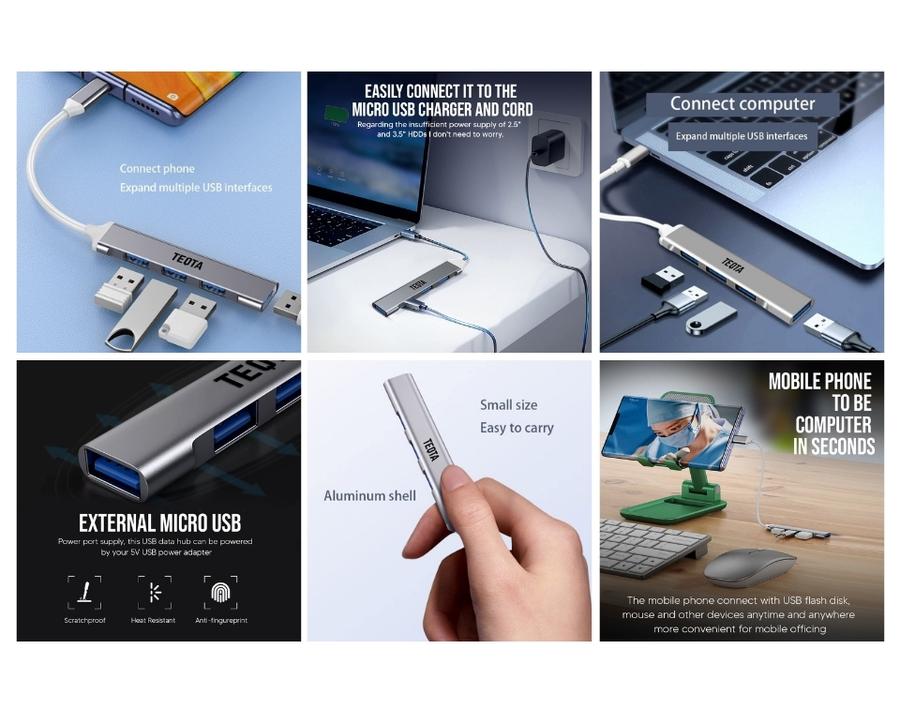 Connect phone
Expand multiple USB interfaces
TEQTA
EASILY CONNECT IT TO THE
MICRO USB CHARGER AND CORD
Regarding the insufficient power supply of 2.5"
and 3.5" HDDs I don't need to worry.
TEQTA
Connect computer
Expand multiple USB interfaces
TEQTA
TEQT
EXTERNAL MICRO USB
Power port supply, this USB data hub can be powered
by your 5V USB power adapter
Scratchproof
Heat Resistant
Anti-fingureprint
Small size
Easy to carry
TEQTA
Aluminum shell
MOBILE PHONE
TO BE
COMPUTER
IN SECONDS
The mobile phone connect with USB flash disk,
mouse and other devices anytime and anywhere
more convenient for mobile officing